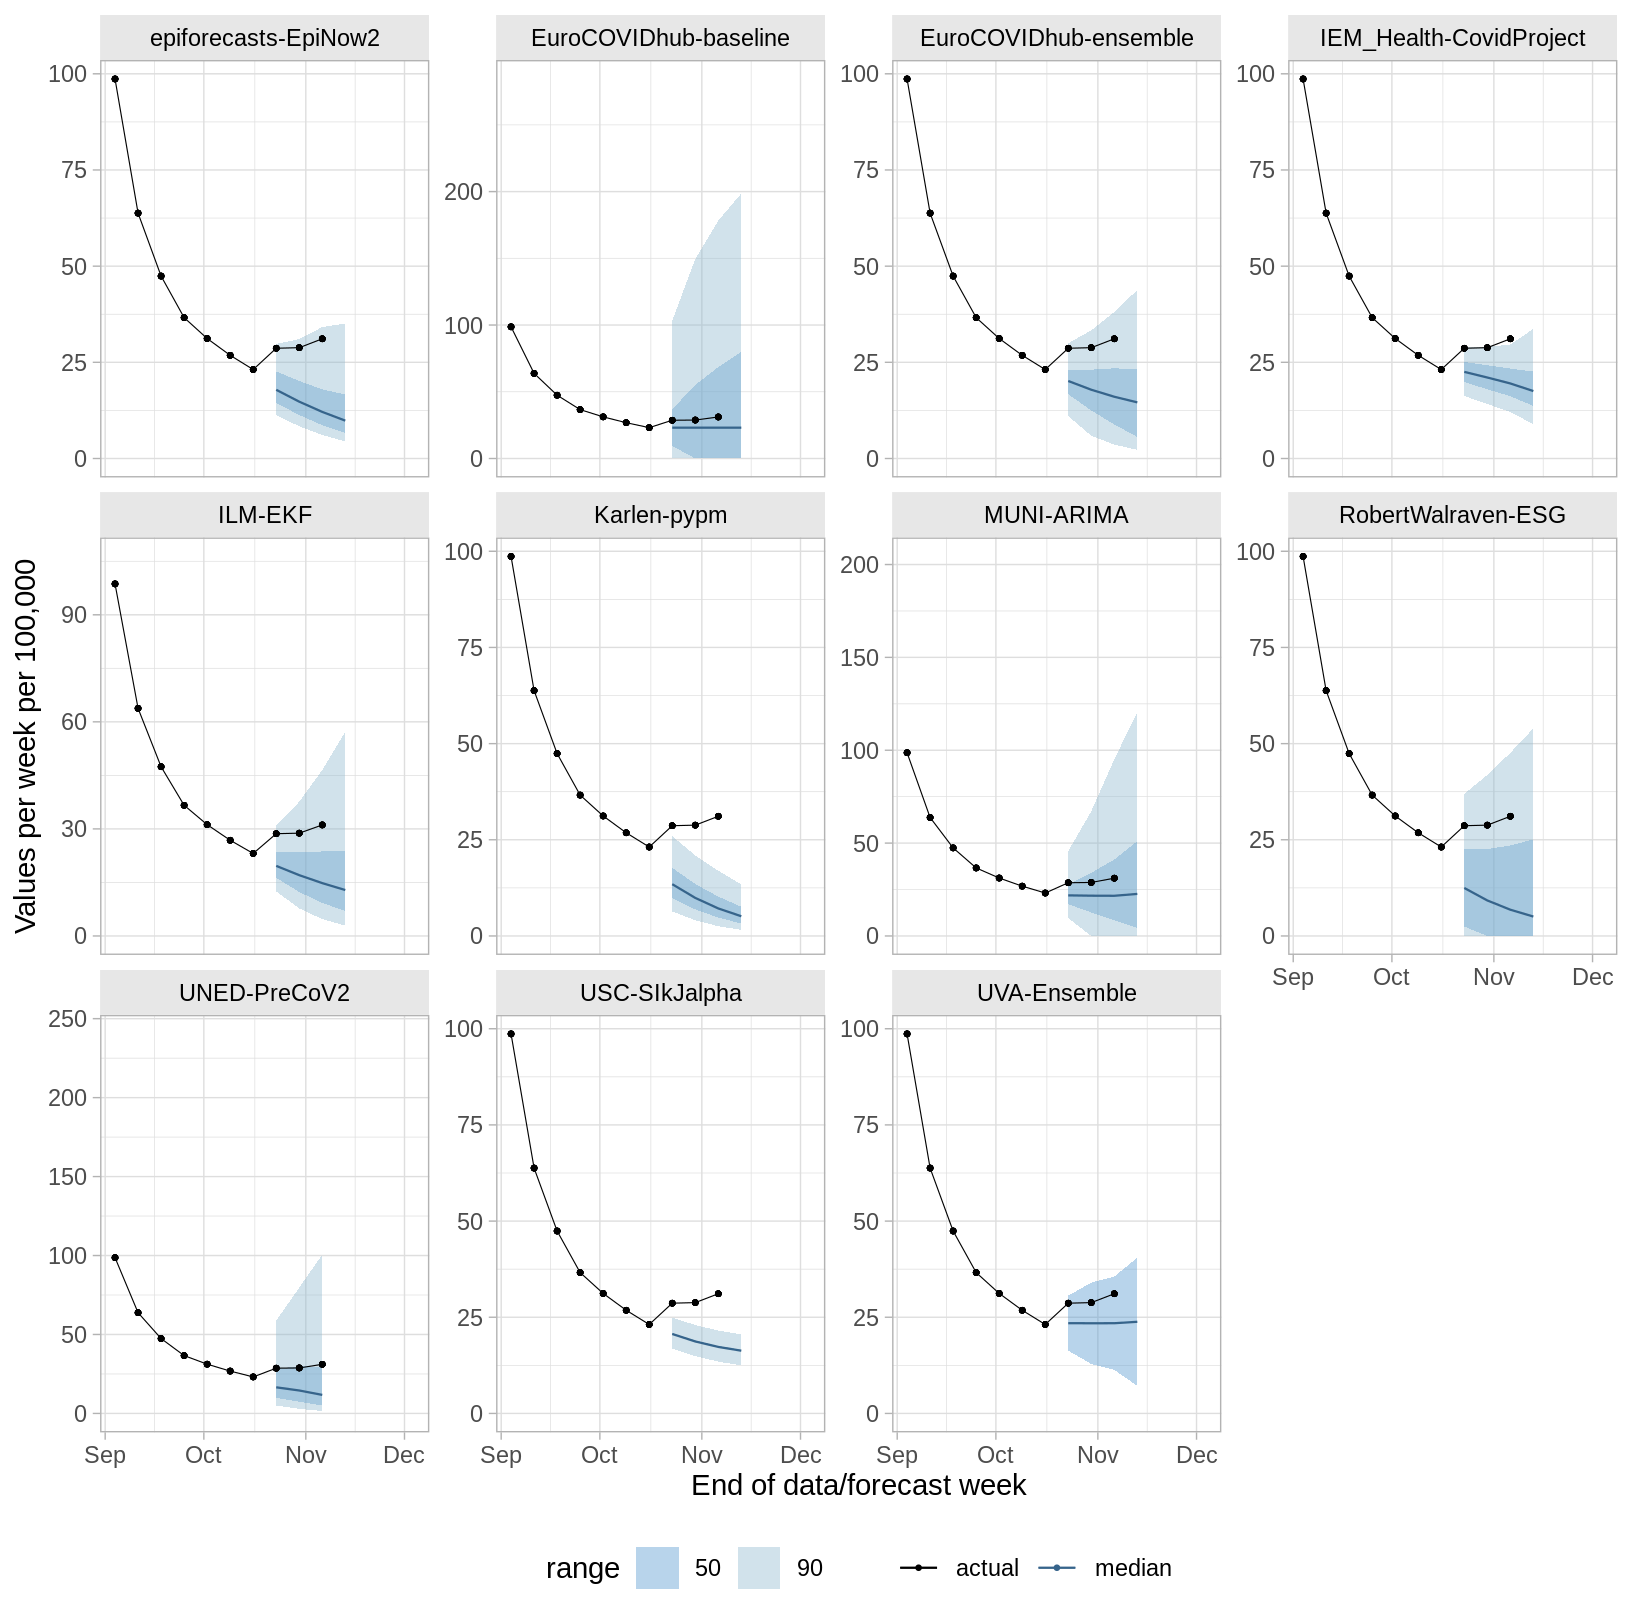 epiforecasts-EpiNow2 EuroCOVIDhub-baseline EuroCOVIDhub-ensemble IEM_Health-CovidProject
100 100 100
75 200 75 75
50 50 50
100
25 25 25
0 0 0 0
ILM-EKF Karlen-pypm MUNI-ARIMA RobertWalraven-ESG
Values per week per 100,000
100 200 100
90
75 150 75
60 50 100 50
30 25 50 25
0 0 0 0
Sep Oct Nov Dec
UNED-PreCoV2 USC-SIkJalpha UVA-Ensemble
250 100 100
200
75 75
150
50 50
100
50 25 25
0 0 0
Sep Oct Nov Dec Sep Oct Nov Dec Sep Oct Nov Dec
End of data/forecast week
range 50 90 actual median